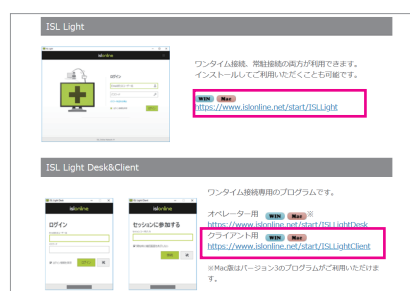 ISL Light
islonline
ログイン
ワンタイム接続、常駐接続の両方が利用できます。
インストールしてご利用いただくことも可能です。
WIN Mac
https://www.islonline.net/start/ISLLight
ISL Light Desk&Client
islonline
ログイン
islonline
セッションに参加する
ワンタイム接続専用のプログラムです。
オペレーター用 WIN Mac ※
https://www.islonline.net/start/ISLLightDesk
クライアント用 WIN Mac
https://www.islonline.net/start/ISLLightClient
※Mac版はバージョン3のプログラムがご利用いただけま
す。